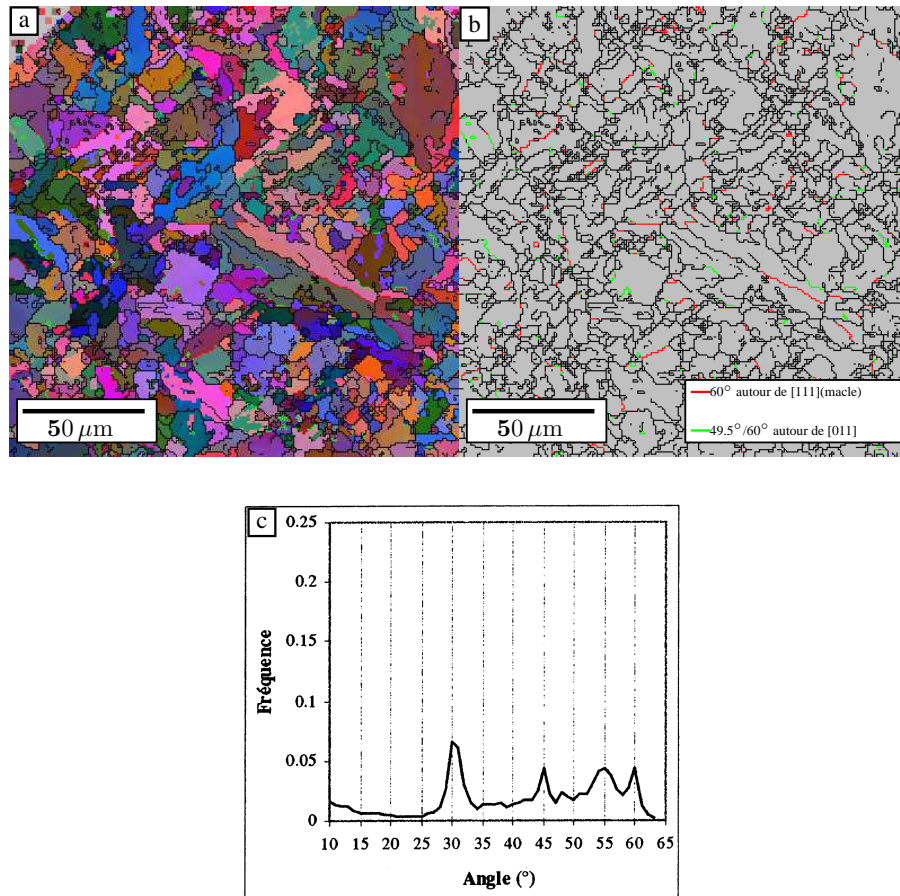 a
b
50 µm
50 µm
60° autour de [111](macle)
49.5°/60° autour de [011]
c
0.25
0.2
0.15
0.1
0.05
0
Fréquence
10 15 20 25 30 35 40 45 50 55 60 65
Angle (°)